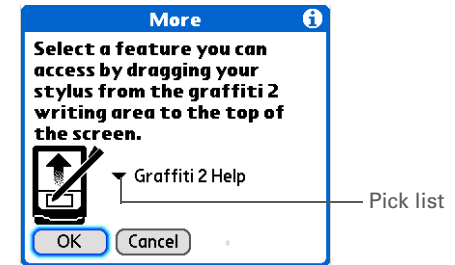 More
Select a feature you can
access by dragging your
stylus from the graffiti 2
writing area to the top of
the screen.
Graffiti 2 Help
Pick list
OK Cancel